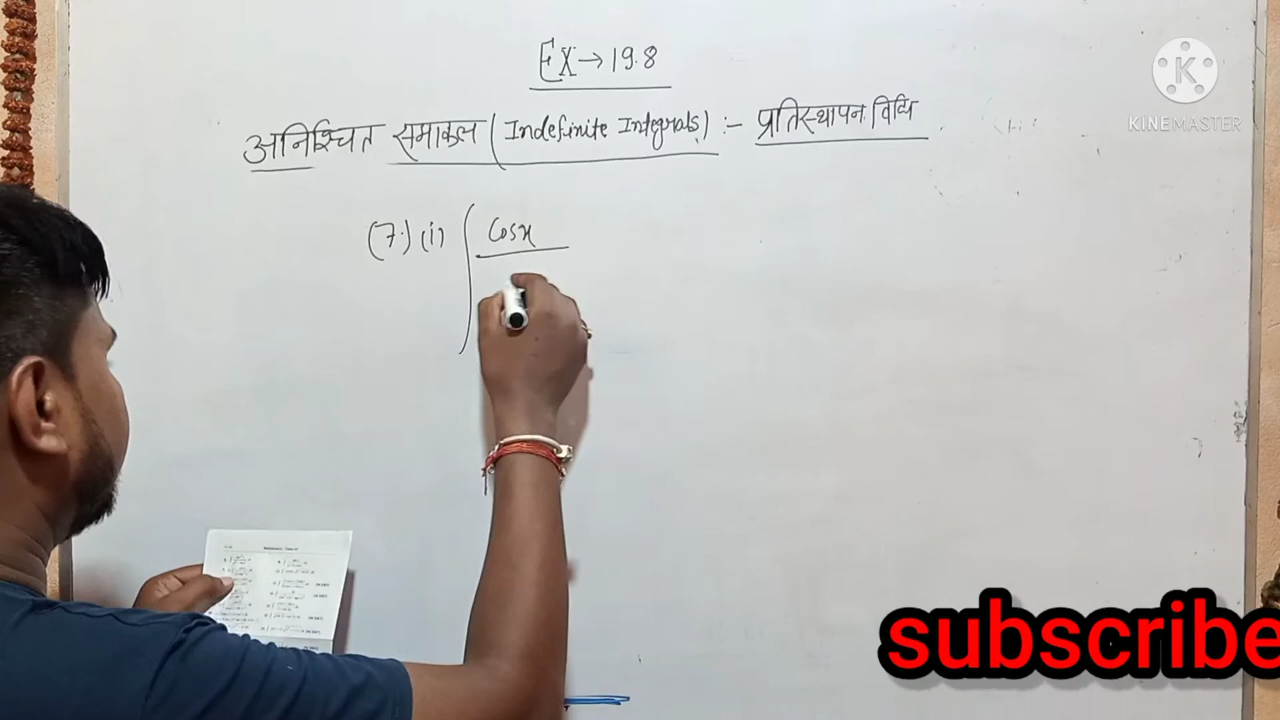 Ex→19.8
KINEMASTER
अनिश्चित समाकल (Indefinite Integrals) :- प्रतिस्थापन विधि
(7.) (i) ∫ Cosx
subscribe